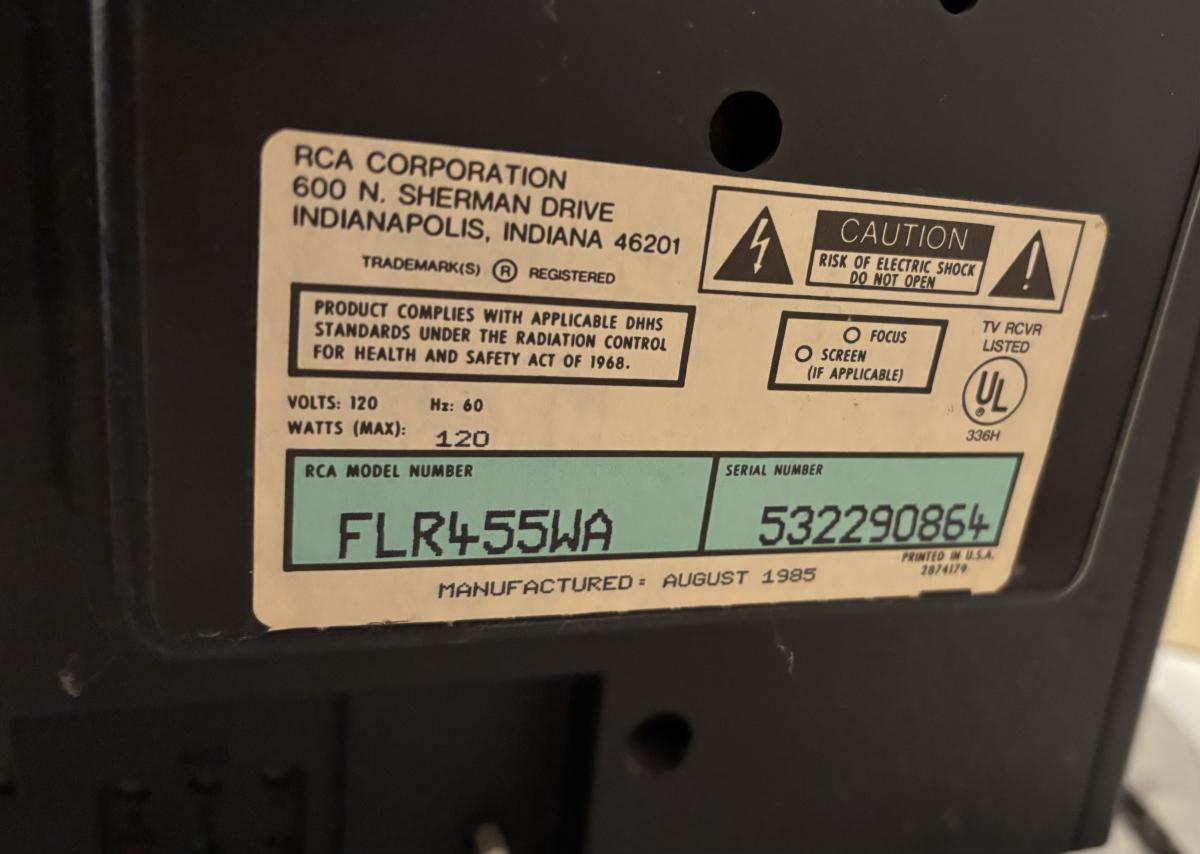 RCA CORPORATION
600 N. SHERMAN DRIVE
INDIANAPOLIS, INDIANA 46201
TRADEMARK(S) ® REGISTERED
CAUTION
RISK OF ELECTRIC SHOCK
DO NOT OPEN
PRODUCT COMPLIES WITH APPLICABLE DHHS
STANDARDS UNDER THE RADIATION CONTROL
FOR HEALTH AND SAFETY ACT OF 1968.
FOCUS
SCREEN
(IF APPLICABLE)
TV RCVR
LISTED
UL
®
336H
VOLTS: 120 Hz: 60
WATTS (MAX): 120
RCA MODEL NUMBER
FLR455WA
SERIAL NUMBER
532290864
PRINTED IN U.S.A.
2874179
MANUFACTURED: AUGUST 1985